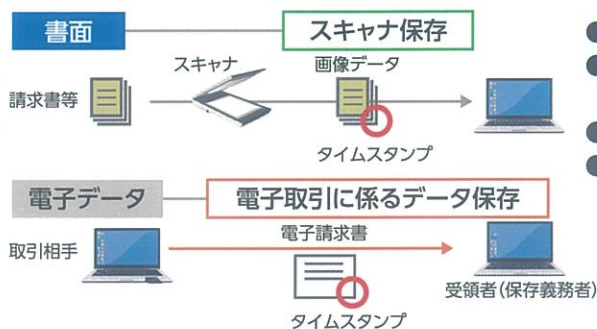 書面
スキャナ保存
スキャナ
画像データ
請求書等
タイムスタンプ
電子データ
電子取引に係るデータ保存
取引相手
電子請求書
受領者(保存義務者)
タイムスタンプ